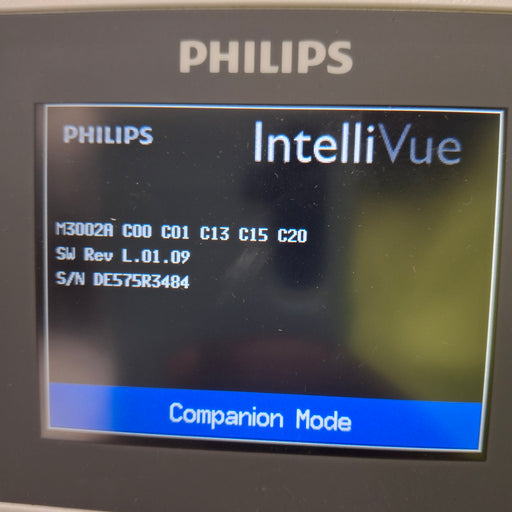 PHILIPS
PHILIPS IntelliVue
M3002A C00 C01 C13 C15 C20
SW Rev L.01.09
S/N DE575R3484
Companion Mode